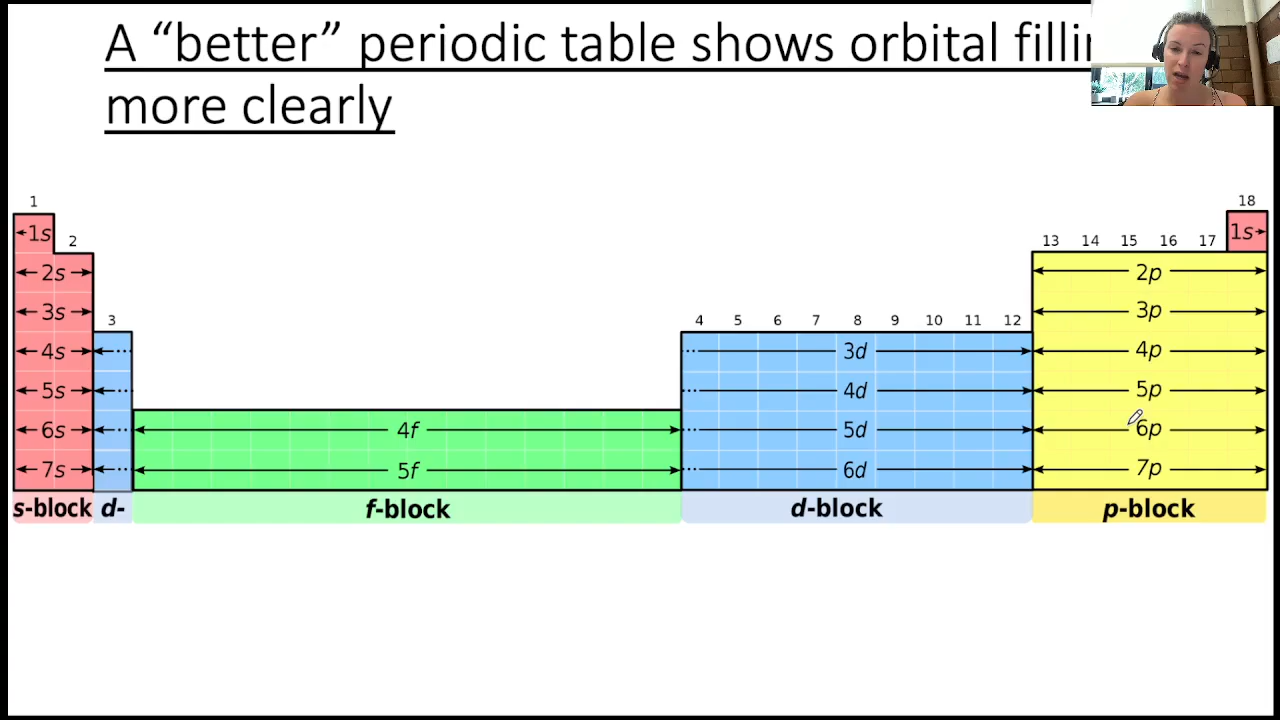 A “better” periodic table shows orbital
more clearly
1
18
1s
2
13 14 15 16 17
1s
2s
2p
3s
3
4 5 6 7 8 9 10 11 12
3p
4s
3d
4p
5s
4d
5p
6s
4f
5d
6p
7s
5f
6d
7p
s-block
d-
f-block
d-block
p-block